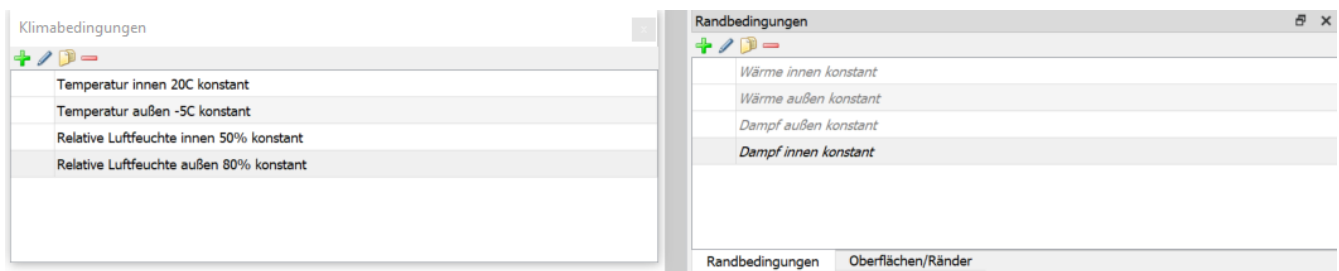 Klimabedingungen
Temperatur innen 20C konstant
Temperatur außen -5C konstant
Relative Luftfeuchte innen 50% konstant
Relative Luftfeuchte außen 80% konstant
Randbedingungen
Wärme innen konstant
Wärme außen konstant
Dampf außen konstant
Dampf innen konstant
Randbedingungen Oberflächen/Ränder